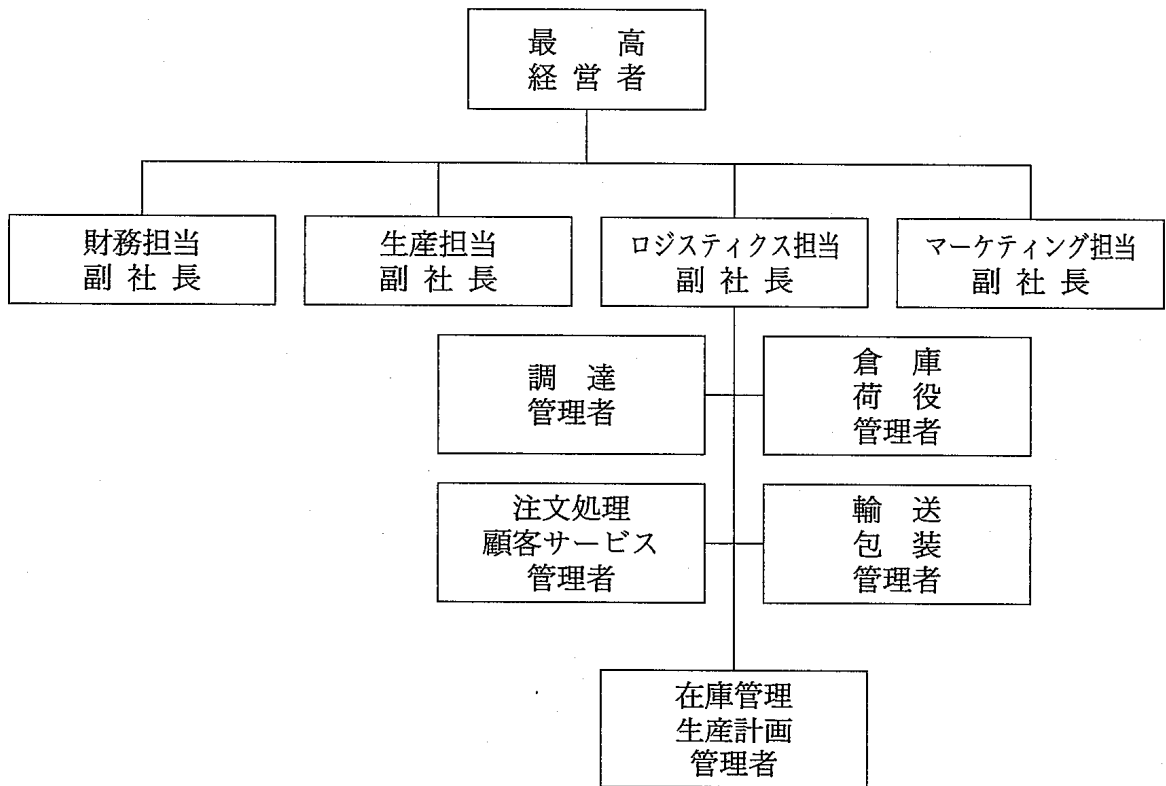 最高
経営者
財務担当
副社長
生産担当
副社長
ロジスティクス担当
副社長
マーケティング担当
副社長
調達
管理者
倉庫
荷役
管理者
注文処理
顧客サービス
管理者
輸送
包装
管理者
在庫管理
生産計画
管理者